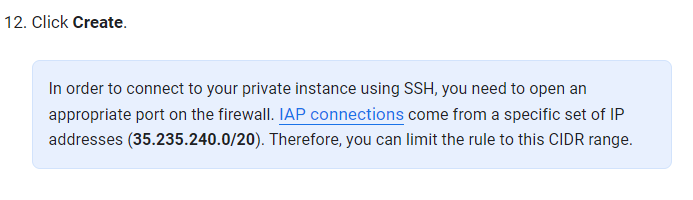 12. Click Create.
In order to connect to your private instance using SSH, you need to open an
appropriate port on the firewall. IAP connections come from a specific set of IP
addresses (35.235.240.0/20). Therefore, you can limit the rule to this CIDR range.